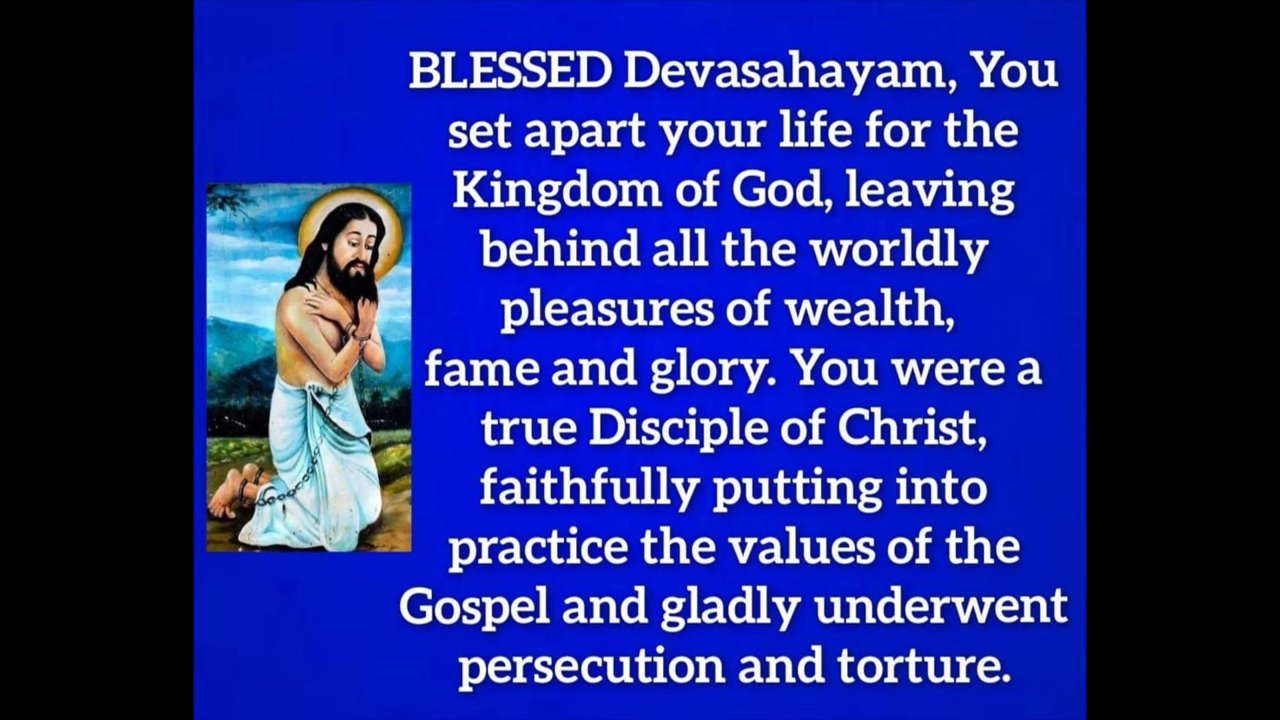 BLESSED Devasahayam, You
set apart your life for the
Kingdom of God, leaving
behind all the worldly
pleasures of wealth,
fame and glory. You were a
true Disciple of Christ,
faithfully putting into
practice the values of the
Gospel and gladly underwent
persecution and torture.